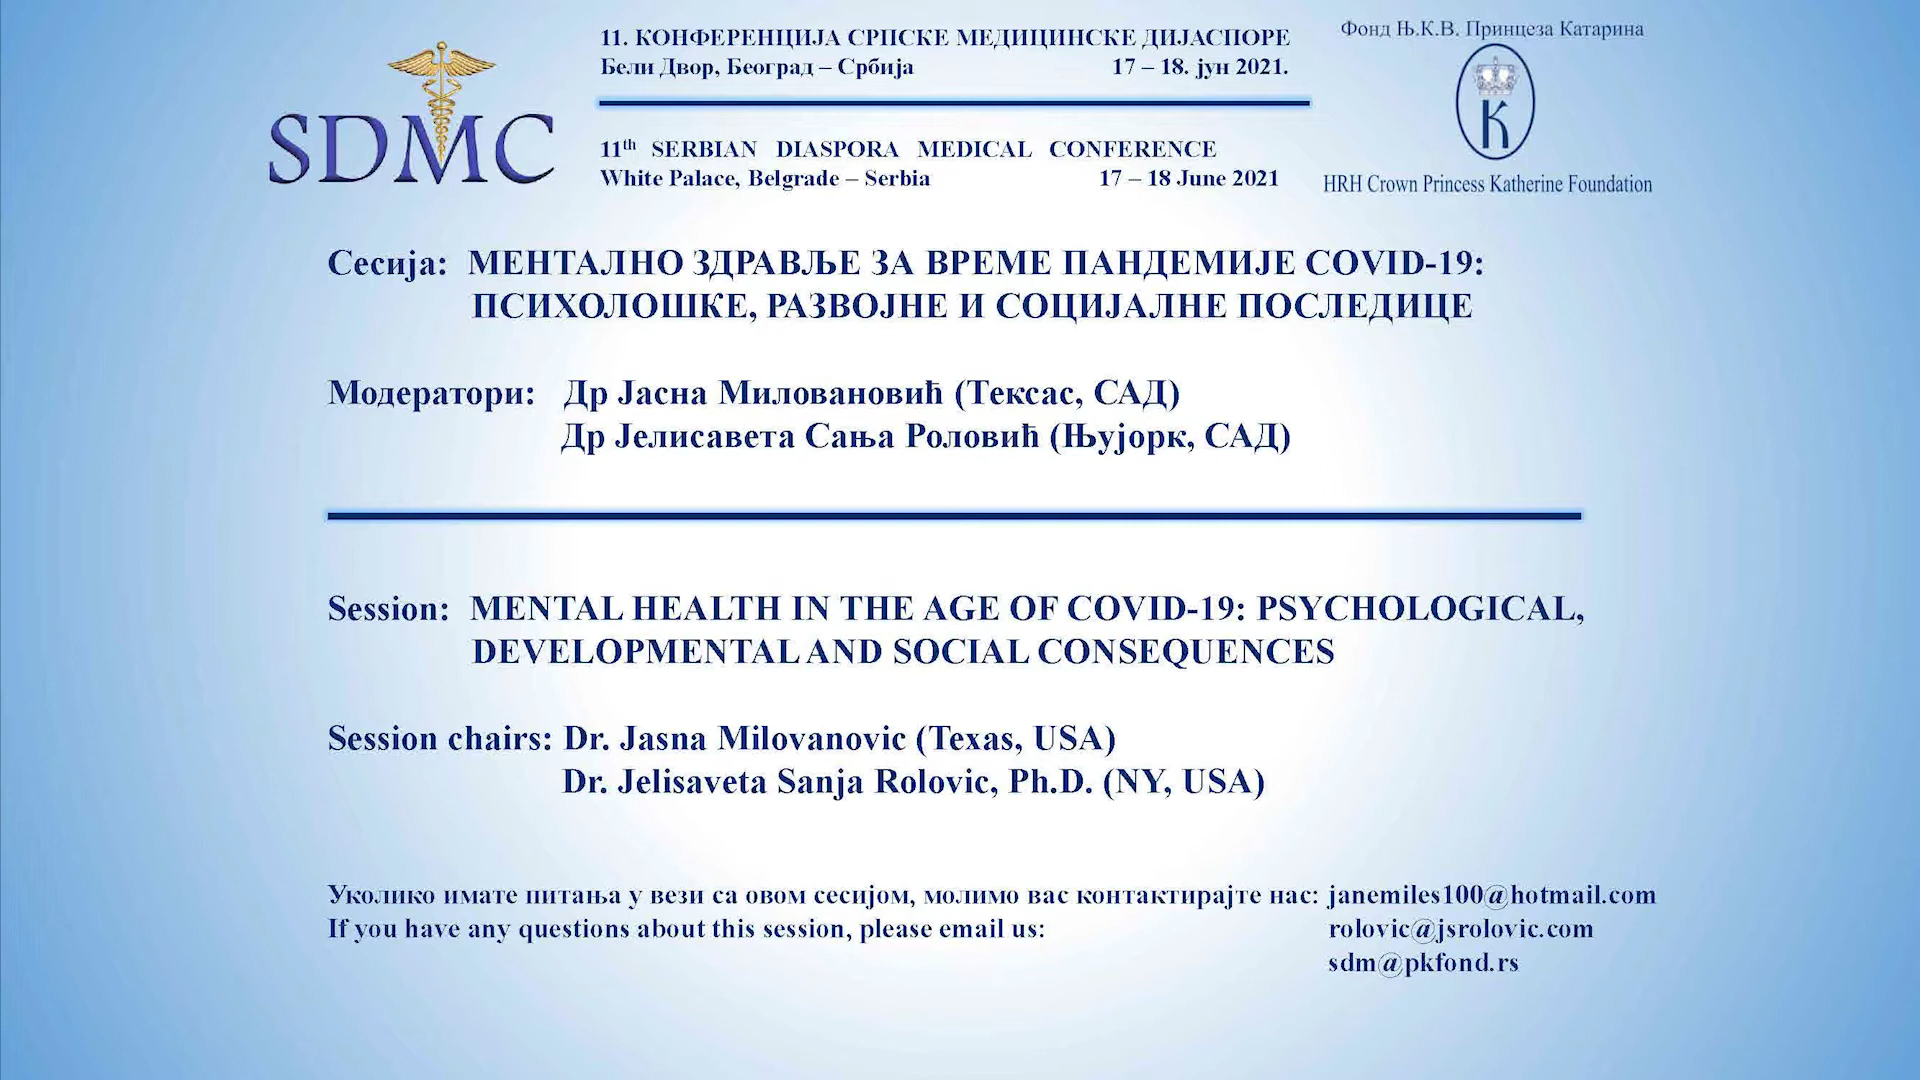 SDMC
11. КОНФЕРЕНЦИЈА СРПСКЕ МЕДИЦИНСКЕ ДИЈАСПОРЕ
Бели Двор, Београд – Србија 17 – 18. јун 2021.
11th SERBIAN DIASPORA MEDICAL CONFERENCE
White Palace, Belgrade – Serbia 17 – 18 June 2021
Фонд Њ.К.В. Принцеза Катарина
K
HRH Crown Princess Katherine Foundation
Сесија: МЕНТАЛНО ЗДРАВЉЕ ЗА ВРЕМЕ ПАНДЕМИЈЕ COVID-19:
ПСИХОЛОШКЕ, РАЗВОЈНЕ И СОЦИЈАЛНЕ ПОСЛЕДИЦЕ
Модератори: Др Јасна Миловановић (Тексас, САД)
Др Јелисавета Сања Роловић (Њујорк, САД)
Session: MENTAL HEALTH IN THE AGE OF COVID-19: PSYCHOLOGICAL,
DEVELOPMENTAL AND SOCIAL CONSEQUENCES
Session chairs: Dr. Jasna Milovanovic (Texas, USA)
Dr. Jelisaveta Sanja Rolovic, Ph.D. (NY, USA)
Уколико имате питања у вези са овом сесијом, молимо вас контактирајте нас: janemiles100@hotmail.com
If you have any questions about this session, please email us: rolovic@jsrolovic.com
sdm@pkfond.rs